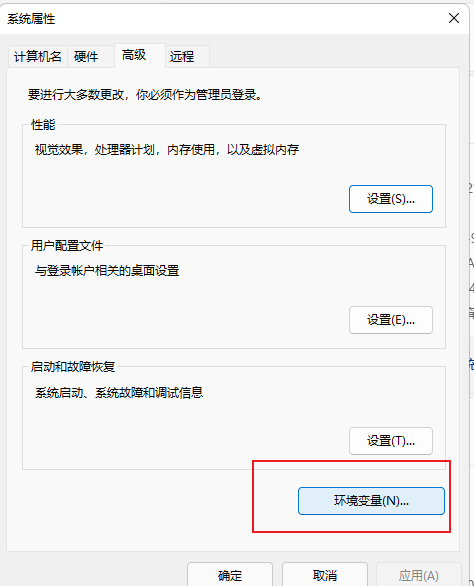 系统属性
计算机名 硬件 高级 远程
要进行大多数更改，你必须作为管理员登录。
性能
视觉效果，处理器计划，内存使用，以及虚拟内存
设置(S)...
用户配置文件
与登录帐户相关的桌面设置
设置(E)...
启动和故障恢复
系统启动、系统故障和调试信息
设置(T)...
环境变量(N)...
确定 取消 应用(A)